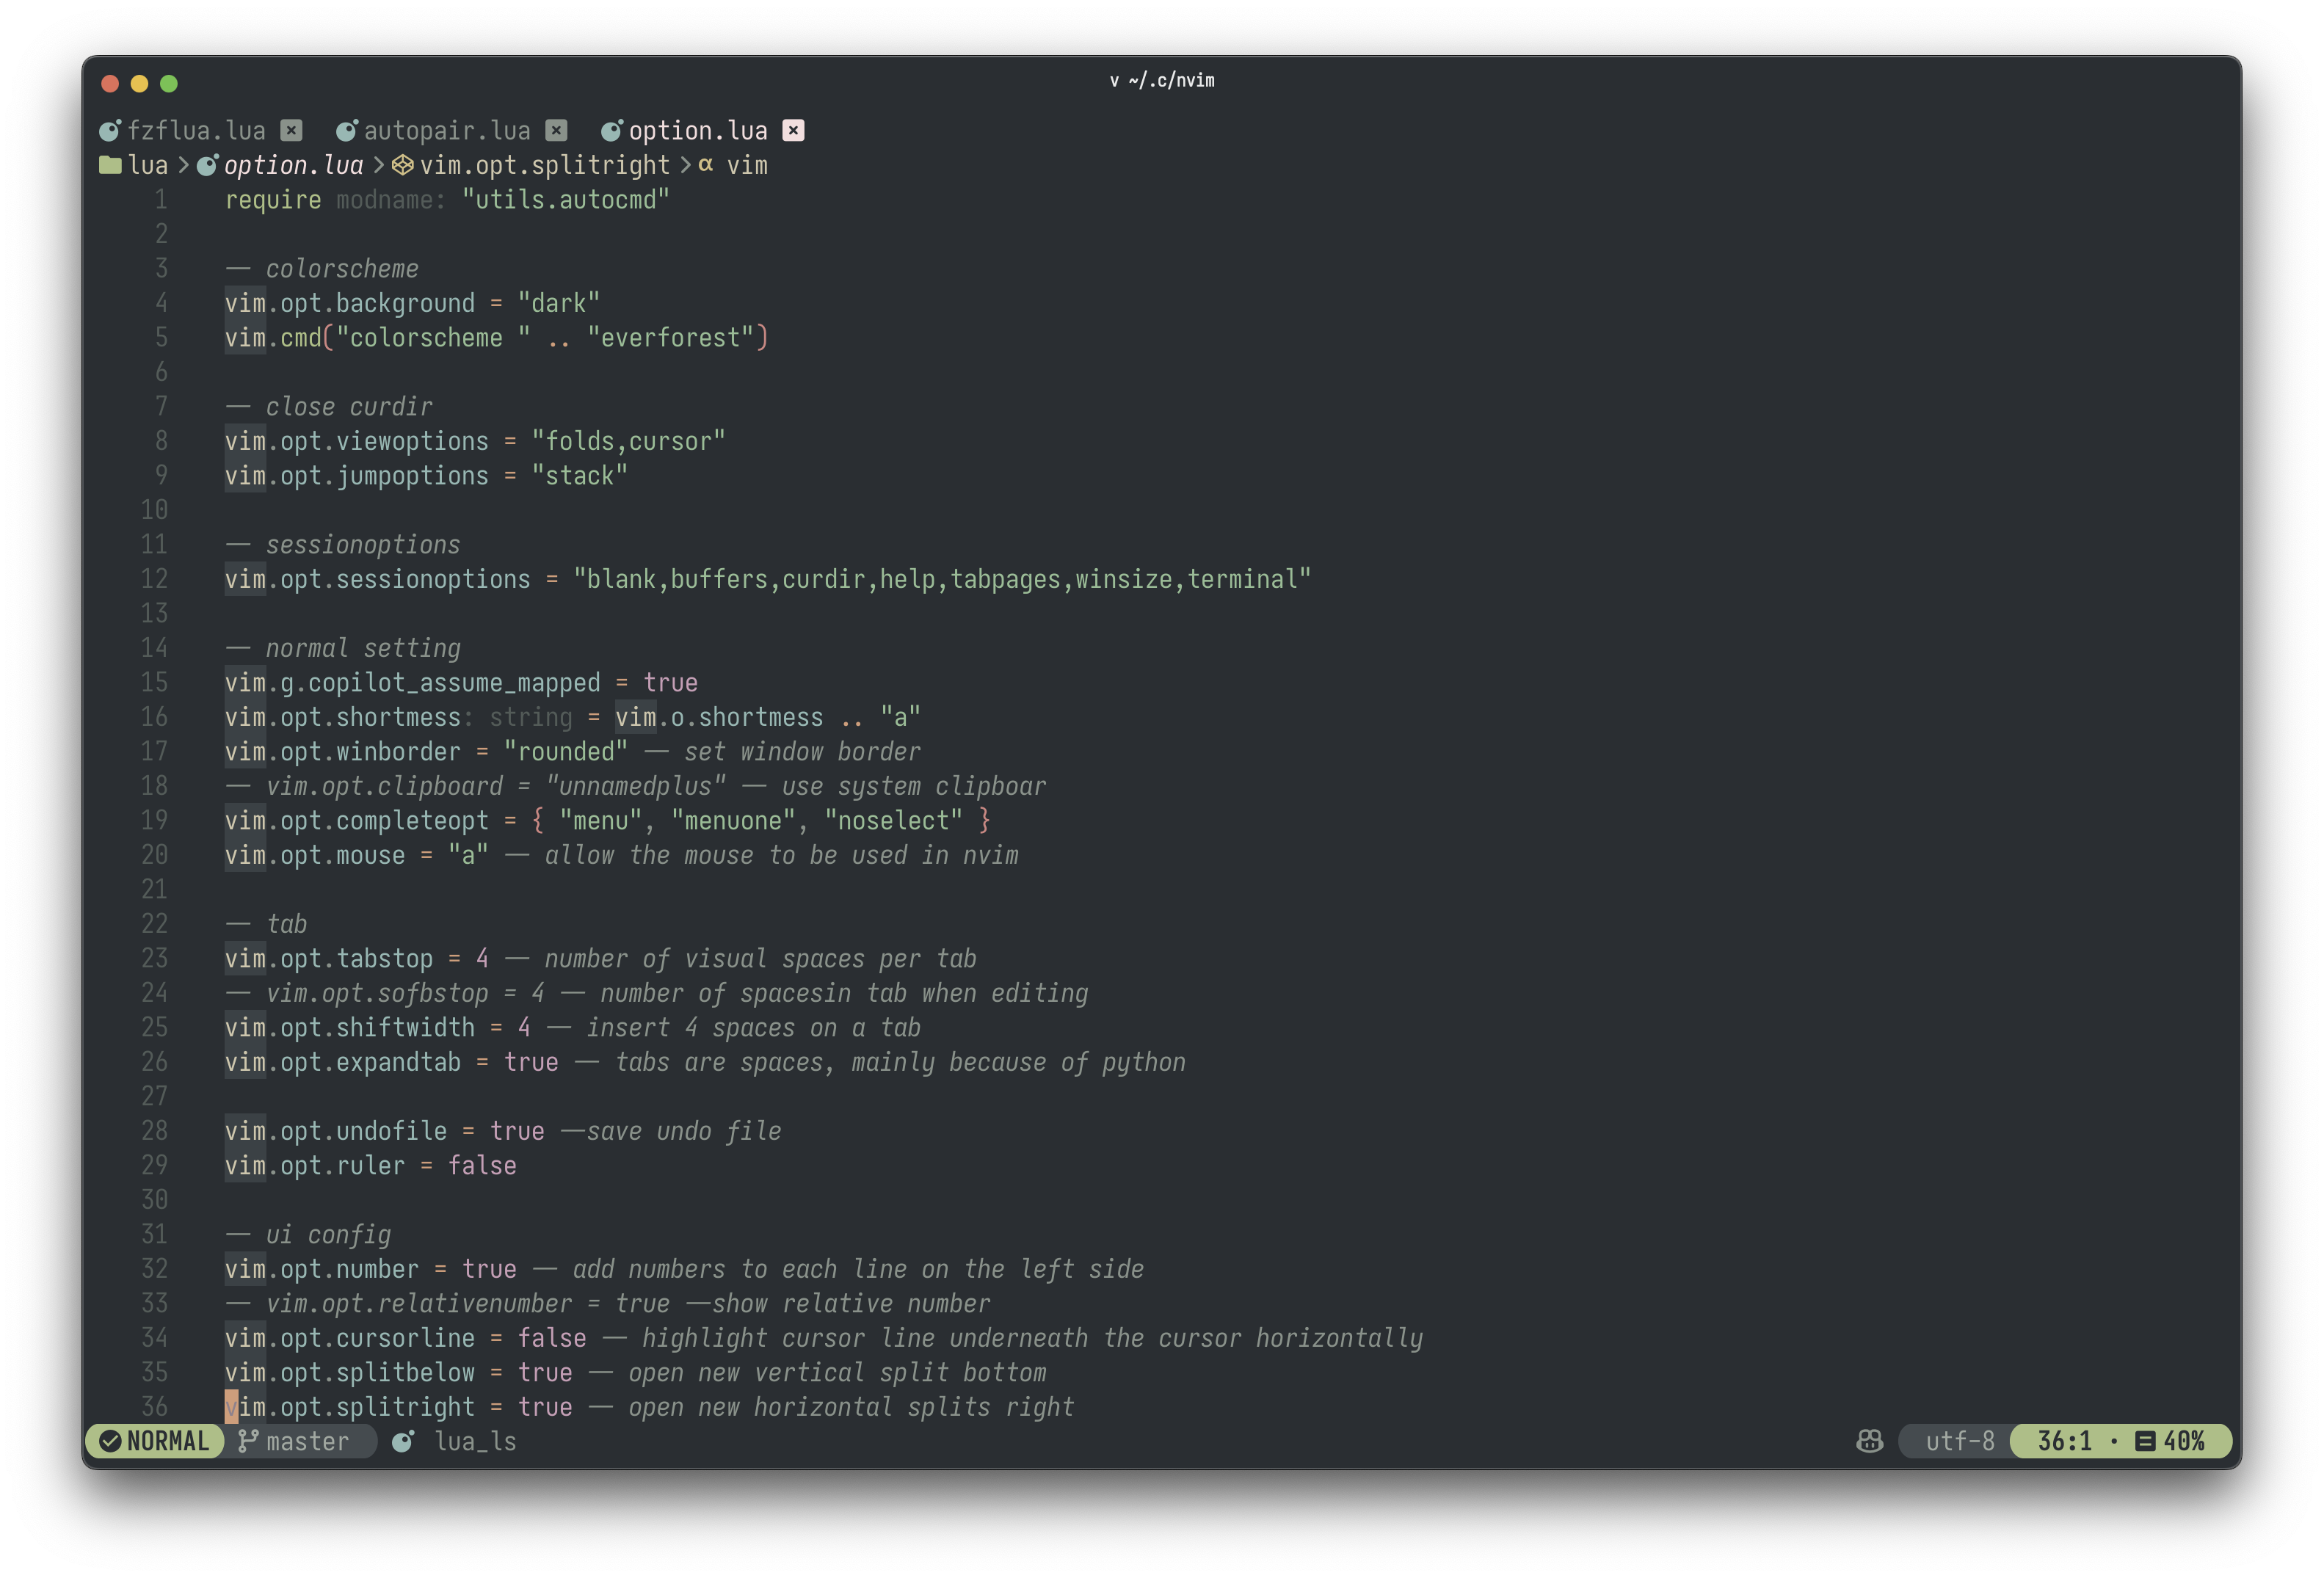 v ~/.c/nvim
fzflua.lua autopair.lua option.lua
lua > option.lua > vim.opt.splitright > α vim
1 require modname: "utils.autocmd"
2
3 -- colorscheme
4 vim.opt.background = "dark"
5 vim.cmd("colorscheme " .. "everforest")
6
7 -- close curdir
8 vim.opt.viewoptions = "folds,cursor"
9 vim.opt.jumpoptions = "stack"
10
11 -- sessionoptions
12 vim.opt.sessionoptions = "blank,buffers,curdir,help,tabpages,winsize,terminal"
13
14 -- normal setting
15 vim.g.copilot_assume_mapped = true
16 vim.opt.shortmess: string = vim.o.shortmess .. "a"
17 vim.opt.winborder = "rounded" -- set window border
18 -- vim.opt.clipboard = "unnamedplus" -- use system clipboar
19 vim.opt.completeopt = { "menu", "menuone", "noselect" }
20 vim.opt.mouse = "a" -- allow the mouse to be used in nvim
21
22 -- tab
23 vim.opt.tabstop = 4 -- number of visual spaces per tab
24 -- vim.opt.sofbstop = 4 -- number of spacesin tab when editing
25 vim.opt.shiftwidth = 4 -- insert 4 spaces on a tab
26 vim.opt.expandtab = true -- tabs are spaces, mainly because of python
27
28 vim.opt.undofile = true --save undo file
29 vim.opt.ruler = false
30
31 -- ui config
32 vim.opt.number = true -- add numbers to each line on the left side
33 -- vim.opt.relativenumber = true --show relative number
34 vim.opt.cursorline = false -- highlight cursor line underneath the cursor horizontally
35 vim.opt.splitbelow = true -- open new vertical split bottom
36 vim.opt.splitright = true -- open new horizontal splits right
NORMAL master lua_ls utf-8 36:1 · 40%